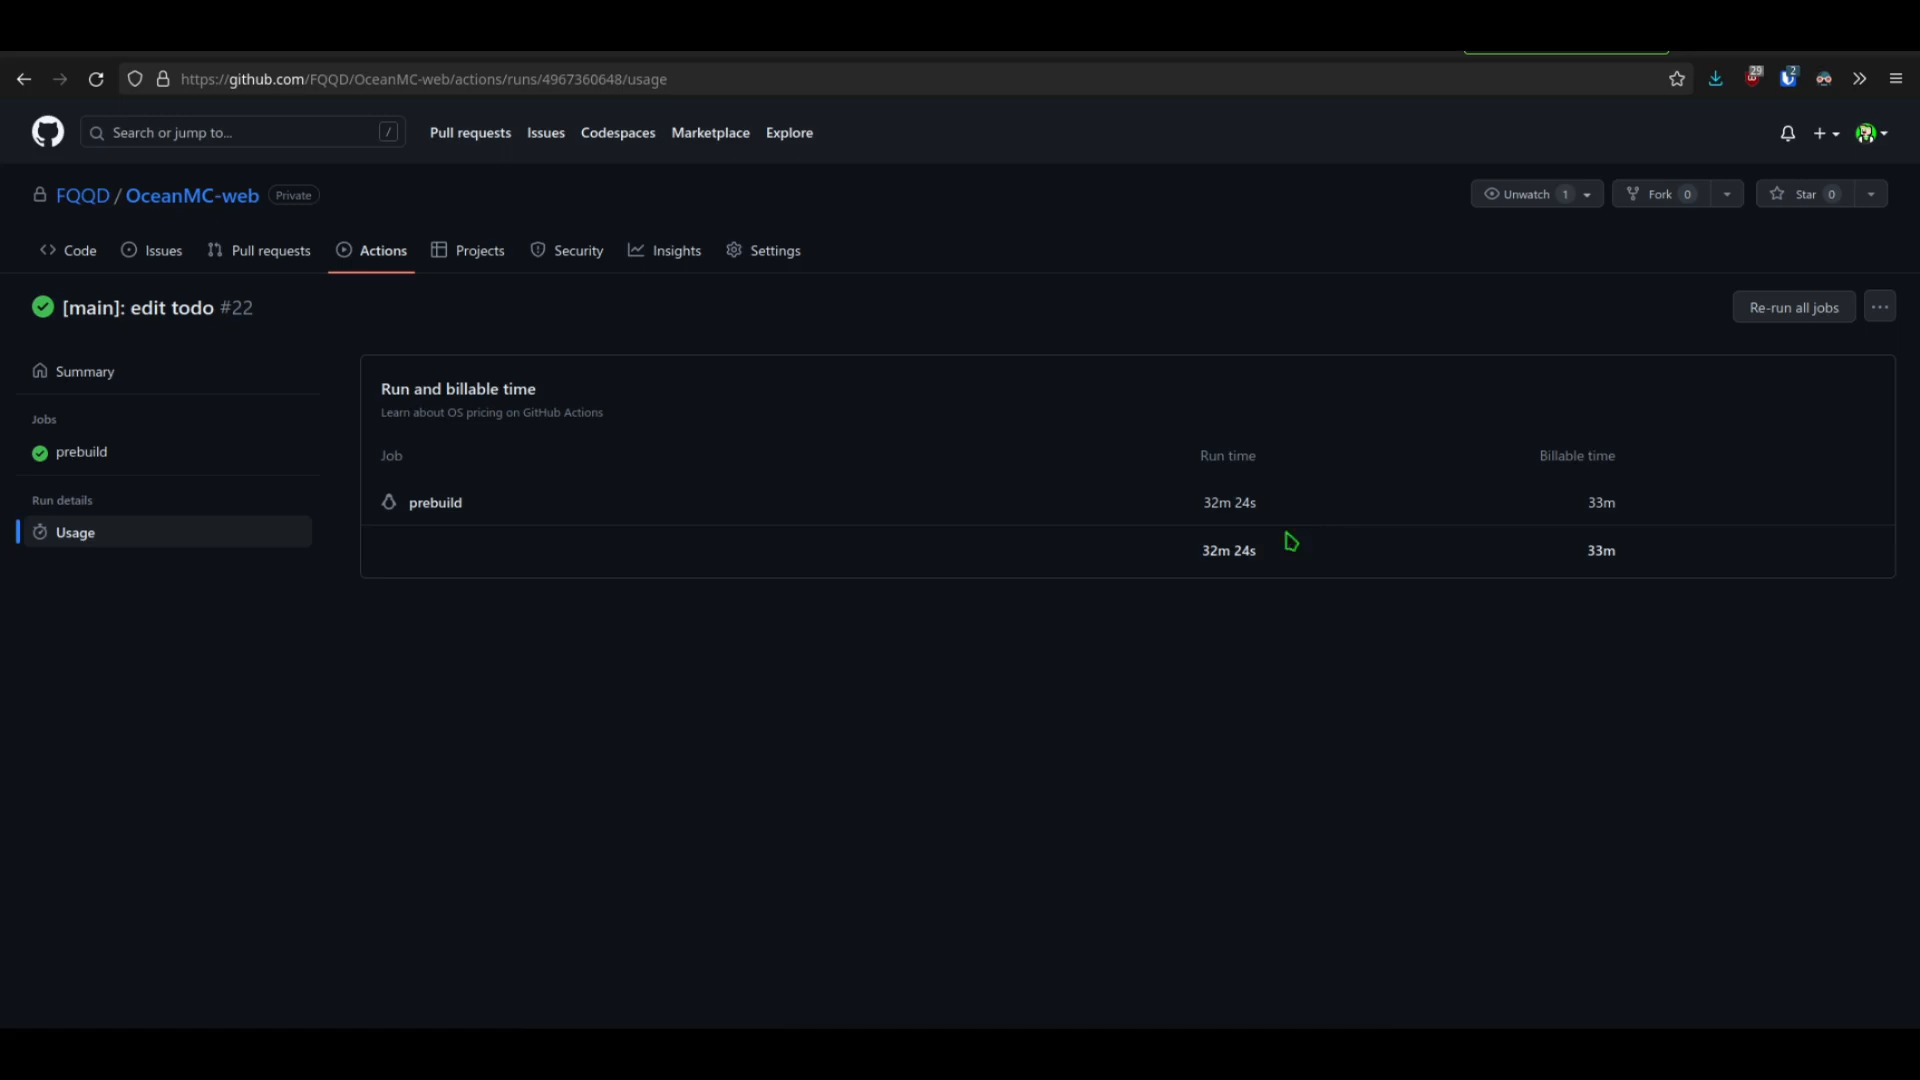 https://github.com/FQQD/OceanMC-web/actions/runs/4967360648/usage
29
2
Search or jump to...
/
Pull requests
Issues
Codespaces
Marketplace
Explore
FQQD / OceanMC-web
Private
Unwatch 1
Fork 0
Star 0
Code
Issues
Pull requests
Actions
Projects
Security
Insights
Settings
[main]: edit todo #22
Re-run all jobs
Summary
Jobs
prebuild
Run details
Usage
Run and billable time
Learn about OS pricing on GitHub Actions
Job Run time Billable time
prebuild 32m 24s 33m
32m 24s 33m